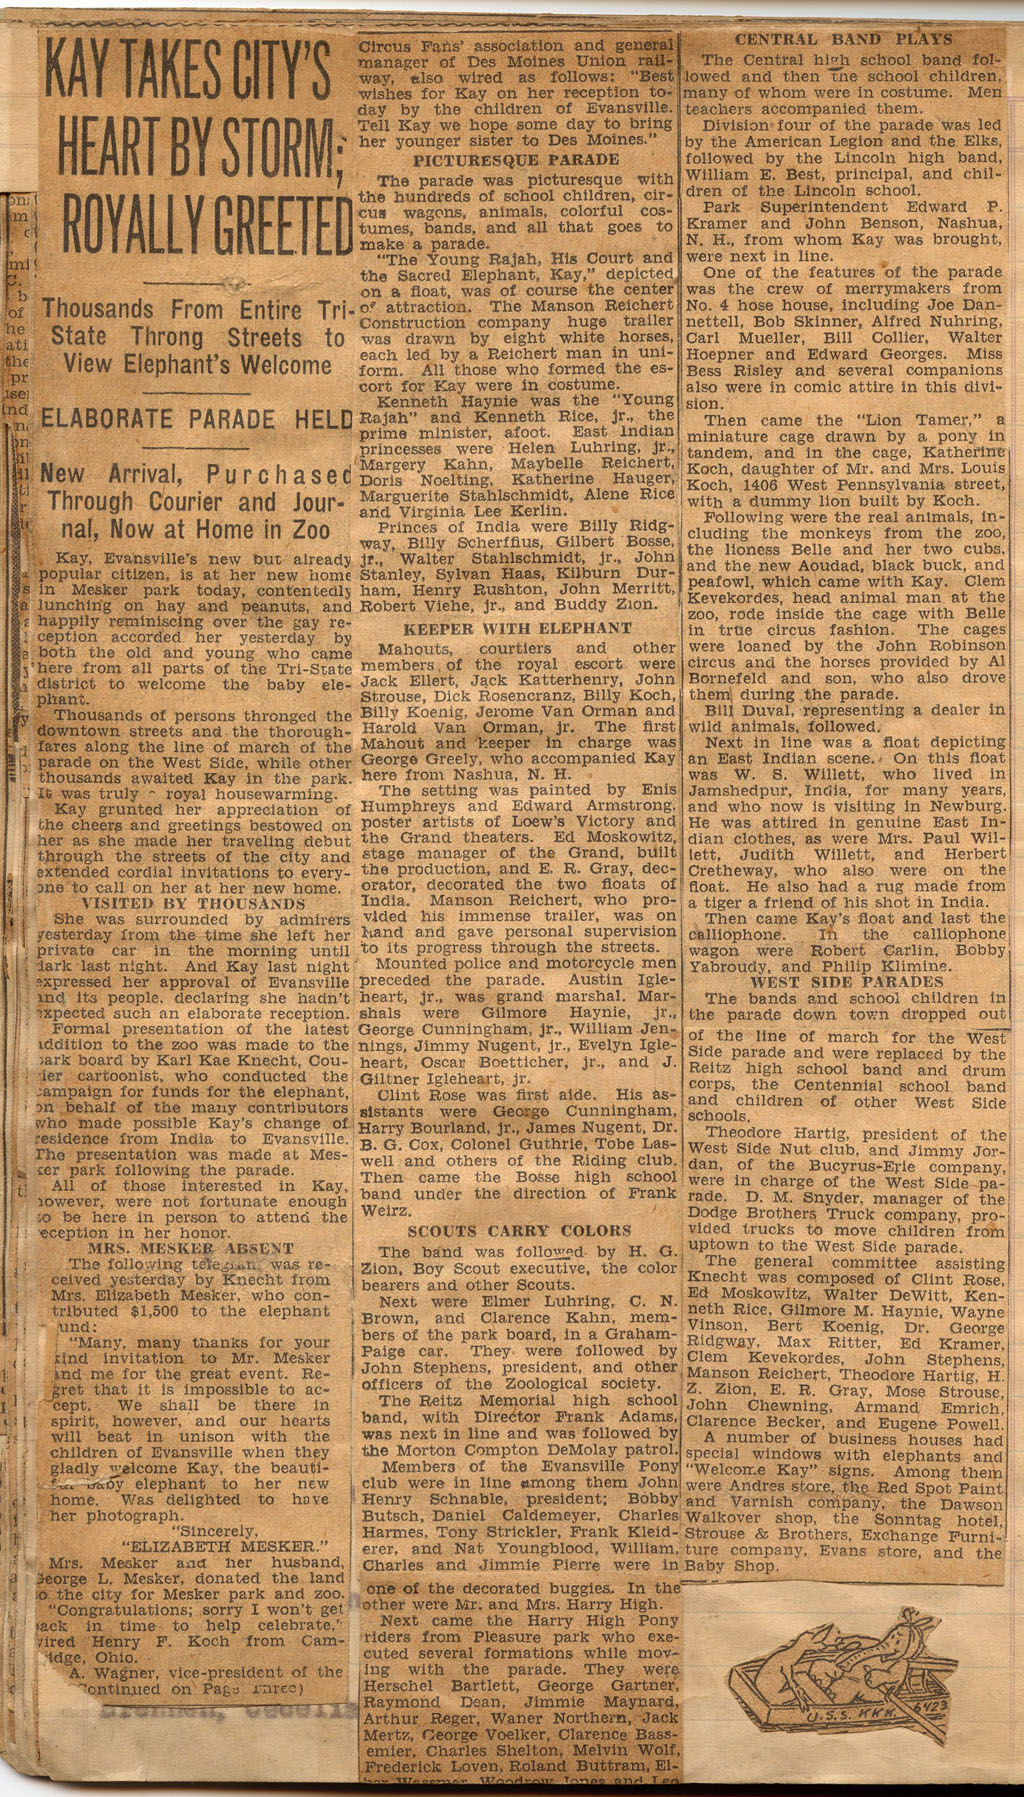 KAY TAKES CITY'S
HEART BY STORM;
ROYALLY GREETED
Thousands From Entire Tri-
State Throng Streets to
View Elephant's Welcome
ELABORATE PARADE HELD
New Arrival, Purchased
Through Courier and Jour-
nal, Now at Home in Zoo
Kay, Evansville's new but already
popular citizen, is at her new home
in Mesker park today, contentedly
lunching on hay and peanuts, and
happily reminiscing over the gay re-
ception accorded her yesterday by
both the old and young who came
here from all parts of the Tri-State
district to welcome the baby ele-
phant.
Thousands of persons thronged the
downtown streets and the thorough-
fares along the line of march of the
parade on the West Side, while other
thousands awaited Kay in the park.
It was truly a royal housewarming.
Kay grunted her appreciation of
the cheers and greetings bestowed on
her as she made her traveling debut
through the streets of the city and
extended cordial invitations to every-
one to call on her at her new home.
VISITED BY THOUSANDS
She was surrounded by admirers
yesterday from the time she left her
private car in the morning until
dark last night. And Kay last night
expressed her approval of Evansville
and its people, declaring she hadn't
expected such an elaborate reception.
Formal presentation of the latest
addition to the zoo was made to the
park board by Karl Kae Knecht, Cou-
rier cartoonist, who conducted the
campaign for funds for the elephant,
on behalf of the many contributors
who made possible Kay's change of
residence from India to Evansville.
The presentation was made at Mes-
ker park following the parade.
All of those interested in Kay,
however, were not fortunate enough
to be here in person to attend the
reception in her honor.
MRS. MESKER ABSENT
The following telegram was re-
ceived yesterday by Knecht from
Mrs. Elizabeth Mesker, who con-
tributed $1,500 to the elephant
fund:
"Many, many thanks for your
kind invitation to Mr. Mesker
and me for the great event. Re-
gret that it is impossible to ac-
cept. We shall be there in
spirit, however, and our hearts
will beat in unison with the
children of Evansville when they
gladly welcome Kay, the beauti-
ful baby elephant to her new
home. Was delighted to have
her photograph.
"Sincerely,
"ELIZABETH MESKER."
Mrs. Mesker and her husband,
George L. Mesker, donated the land
to the city for Mesker park and zoo.
"Congratulations; sorry I won't get
back in time to help celebrate,"
wired Henry F. Koch from Cam-
bridge, Ohio.
A. Wagner, vice-president of the
(Continued on Page Three)
Circus Fans' association and general
manager of Des Moines Union rail-
way, also wired as follows: "Best
wishes for Kay on her reception to-
day by the children of Evansville.
Tell Kay we hope some day to bring
her younger sister to Des Moines."
PICTURESQUE PARADE
The parade was picturesque with
the hundreds of school children, cir-
cus wagons, animals, colorful cos-
tumes, bands, and all that goes to
make a parade.
"The Young Rajah, His Court and
the Sacred Elephant, Kay," depicted
on a float, was of course the center
of attraction. The Manson Reichert
Construction company huge trailer
was drawn by eight white horses,
each led by a Reichert man in uni-
form. All those who formed the es-
cort for Kay were in costume.
Kenneth Haynie was the "Young
Rajah" and Kenneth Rice, jr., the
prime minister, afoot. East Indian
princesses were Helen Luhring, jr.,
Margery Kahn, Maybelle Reichert,
Doris Noelting, Katherine Hauger,
Marguerite Stahlschmidt, Alene Rice
and Virginia Lee Kerlin.
Princes of India were Billy Ridg-
way, Billy Scherffius, Gilbert Bosse,
jr., Walter Stahlschmidt, jr., John
Stanley, Sylvan Haas, Kilburn Dur-
ham, Henry Rushton, John Merritt,
Robert Viehe, jr., and Buddy Zion.
KEEPER WITH ELEPHANT
Mahouts, courtiers and other
members of the royal escort were
Jack Ellert, Jack Katterhenry, John
Strouse, Dick Rosencranz, Billy Koch,
Billy Koenig, Jerome Van Orman and
Harold Van Orman, jr. The first
Mahout and keeper in charge was
George Greely, who accompanied Kay
here from Nashua, N. H.
The setting was painted by Enis
Humphreys and Edward Armstrong,
poster artists of Loew's Victory and
the Grand theaters. Ed Moskowitz,
stage manager of the Grand, built
the production, and E. R. Gray, dec-
orator, decorated the two floats of
India. Manson Reichert, who pro-
vided his immense trailer, was on
hand and gave personal supervision
to its progress through the streets.
Mounted police and motorcycle men
preceded the parade. Austin Igle-
heart, jr., was grand marshal. Mar-
shals were Gilmore Haynie, jr.,
George Cunningham, jr., William Jen-
nings, Jimmy Nugent, jr., Evelyn Igle-
heart, Oscar Boetticher, jr., and J.
Giltner Igleheart, jr.
Clint Rose was first aide. His as-
sistants were George Cunningham,
Harry Bourland, jr., James Nugent, Dr.
B. G. Cox, Colonel Guthrie, Tobe Las-
well and others of the Riding club.
Then came the Bosse high school
band under the direction of Frank
Weirz.
SCOUTS CARRY COLORS
The band was followed by H. G.
Zion, Boy Scout executive, the color
bearers and other Scouts.
Next were Elmer Luhring, C. N.
Brown, and Clarence Kahn, mem-
bers of the park board, in a Graham-
Paige car. They were followed by
John Stephens, president, and other
officers of the Zoological society.
The Reitz Memorial high school
band, with Director Frank Adams,
was next in line and was followed by
the Morton Compton DeMolay patrol.
Members of the Evansville Pony
club were in line among them John
Henry Schnable, president; Bobby
Butsch, Daniel Caldemeyer, Charles
Harmes, Tony Strickler, Frank Kleid-
erer, and Nat Youngblood, William,
Charles and Jimmie Pierre were in
one of the decorated buggies. In the
other were Mr. and Mrs. Harry High.
Next came the Harry High Pony
riders from Pleasure park who exe-
cuted several formations while mov-
ing with the parade. They were
Herschel Bartlett, George Gartner,
Raymond Dean, Jimmie Maynard,
Arthur Reger, Waner Northern, Jack
Mertz, George Voelker, Clarence Bass-
emier, Charles Shelton, Melvin Wolf,
Frederick Loven, Roland Buttram, El-
Wassmer, Woodrow Jones and Leo
CENTRAL BAND PLAYS
The Central high school band fol-
lowed and then the school children,
many of whom were in costume. Men
teachers accompanied them.
Division four of the parade was led
by the American Legion and the Elks,
followed by the Lincoln high band,
William E. Best, principal, and chil-
dren of the Lincoln school.
Park Superintendent Edward P.
Kramer and John Benson, Nashua,
N. H., from whom Kay was brought,
were next in line.
One of the features of the parade
was the crew of merrymakers from
No. 4 hose house, including Joe Dan-
nettell, Bob Skinner, Alfred Nuhring,
Carl Mueller, Bill Collier, Walter
Hoepner and Edward Georges. Miss
Bess Risley and several companions
also were in comic attire in this divi-
sion.
Then came the "Lion Tamer," a
miniature cage drawn by a pony in
tandem, and in the cage, Katherine
Koch, daughter of Mr. and Mrs. Louis
Koch, 1406 West Pennsylvania street,
with a dummy lion built by Koch.
Following were the real animals, in-
cluding the monkeys from the zoo,
the lioness Belle and her two cubs,
and the new Aoudad, black buck, and
peafowl, which came with Kay. Clem
Kevekordes, head animal man at the
zoo, rode inside the cage with Belle
in true circus fashion. The cages
were loaned by the John Robinson
circus and the horses provided by Al
Bornefeld and son, who also drove
them during the parade.
Bill Duval, representing a dealer in
wild animals, followed.
Next in line was a float depicting
an East Indian scene. On this float
was W. S. Willett, who lived in
Jamshedpur, India, for many years,
and who now is visiting in Newburg.
He was attired in genuine East In-
dian clothes, as were Mrs. Paul Wil-
lett, Judith Willett, and Herbert
Cretheway, who also were on the
float. He also had a rug made from
a tiger a friend of his shot in India.
Then came Kay's float and last the
calliophone. In the calliophone
wagon were Robert Carlin, Bobby
Yabroudy, and Philip Klimine.
WEST SIDE PARADES
The bands and school children in
the parade down town dropped out
of the line of march for the West
Side parade and were replaced by the
Reitz high school band and drum
corps, the Centennial school band
and children of other West Side
schools.
Theodore Hartig, president of the
West Side Nut club, and Jimmy Jor-
dan, of the Bucyrus-Erie company,
were in charge of the West Side pa-
rade. D. M. Snyder, manager of the
Dodge Brothers Truck company, pro-
vided trucks to move children from
uptown to the West Side parade.
The general committee assisting
Knecht was composed of Clint Rose,
Ed Moskowitz, Walter DeWitt, Ken-
neth Rice, Gilmore M. Haynie, Wayne
Vinson, Bert Koenig, Dr. George
Ridgway, Max Ritter, Ed Kramer,
Clem Kevekordes, John Stephens,
Manson Reichert, Theodore Hartig, H.
Z. Zion, E. R. Gray, Mose Strouse,
John Chewning, Armand Emrich,
Clarence Becker, and Eugene Powell.
A number of business houses had
special windows with elephants and
"Welcome Kay" signs. Among them
were Andres store, the Red Spot Paint
and Varnish company, the Dawson
Walkover shop, the Sonntag hotel,
Strouse & Brothers, Exchange Furni-
ture company, Evans store, and the
Baby Shop.
U.S.S. KKK.
6423